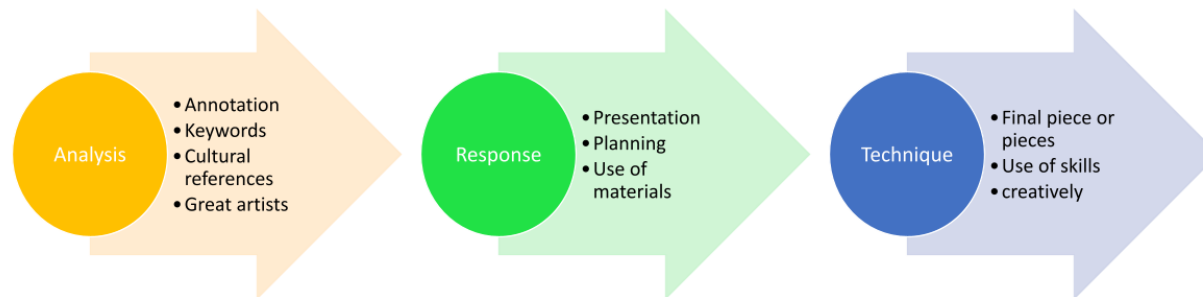 Analysis
• Annotation
• Keywords
• Cultural
references
• Great artists
Response
• Presentation
• Planning
• Use of
materials
Technique
• Final piece or
pieces
• Use of skills
• creatively